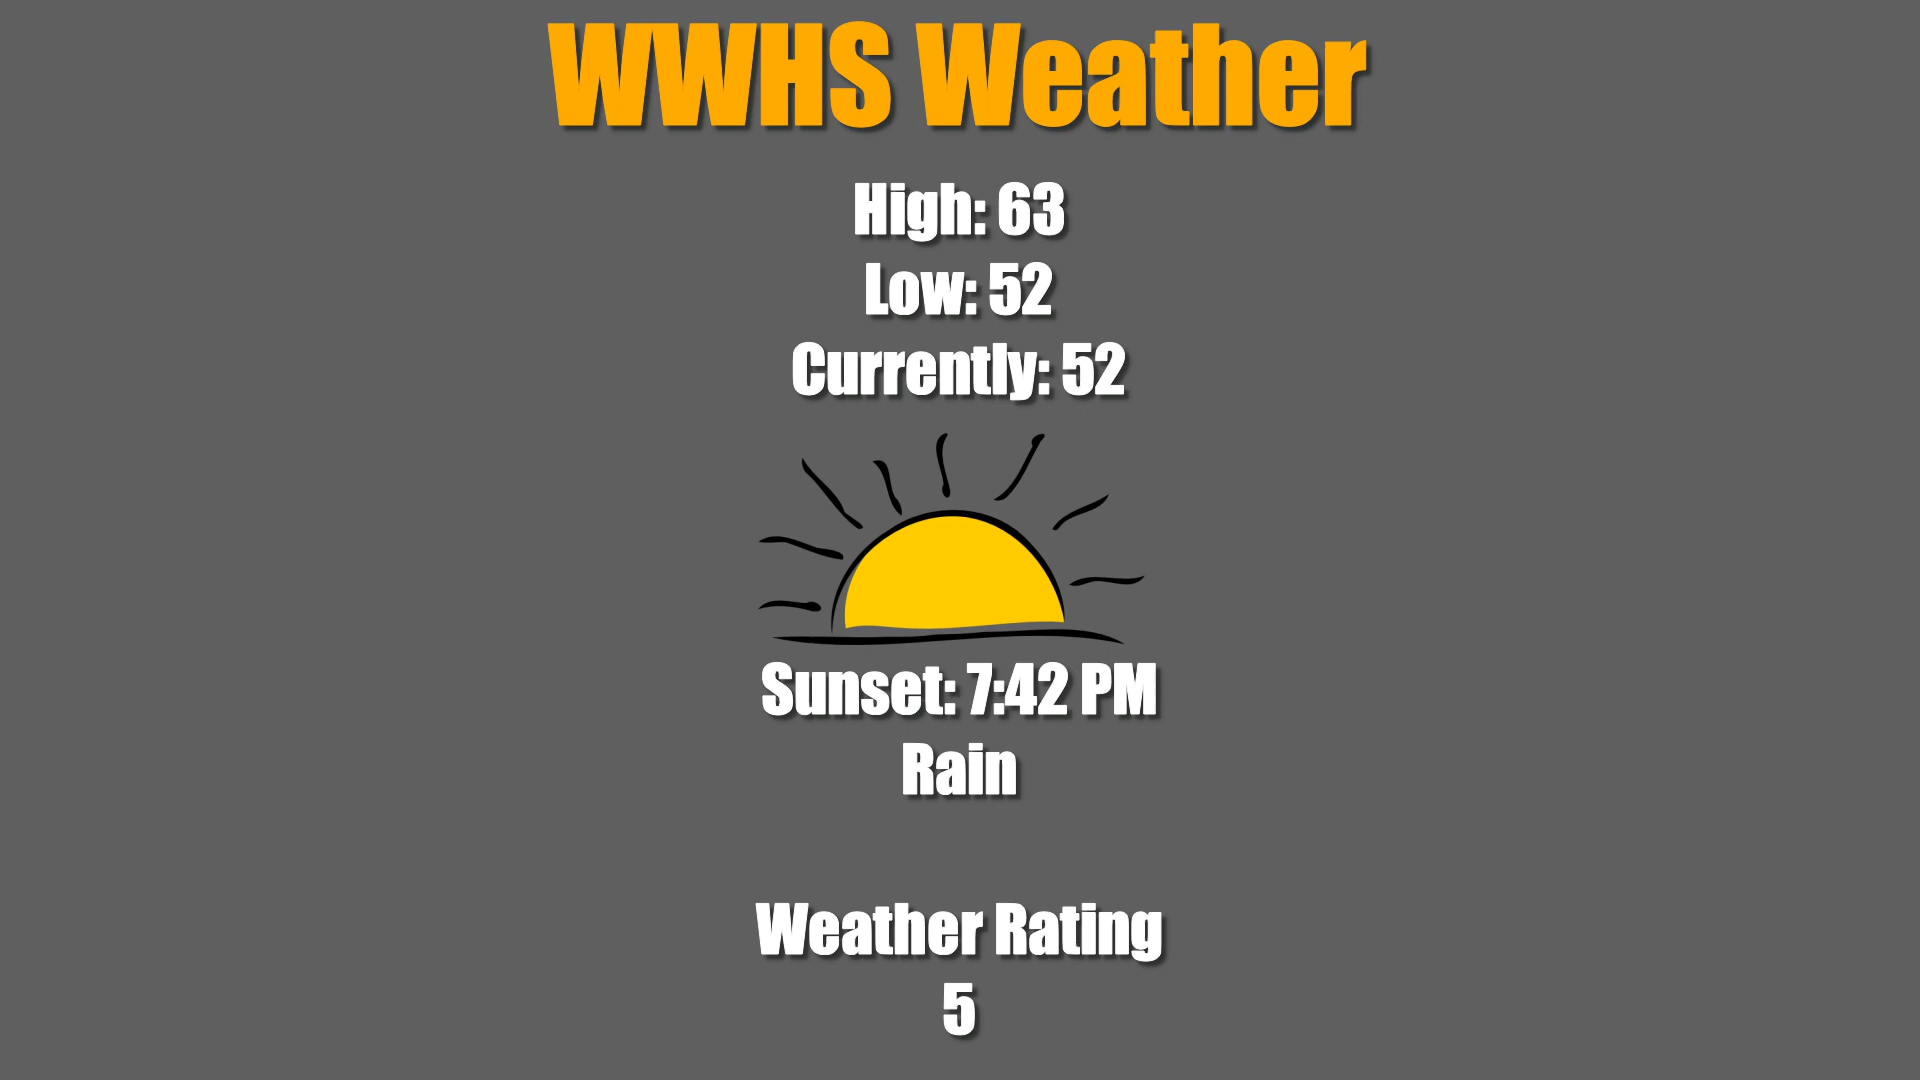 WWHS Weather
High: 63
Low: 52
Currently: 52
Sunset: 7:42 PM
Rain
Weather Rating
5